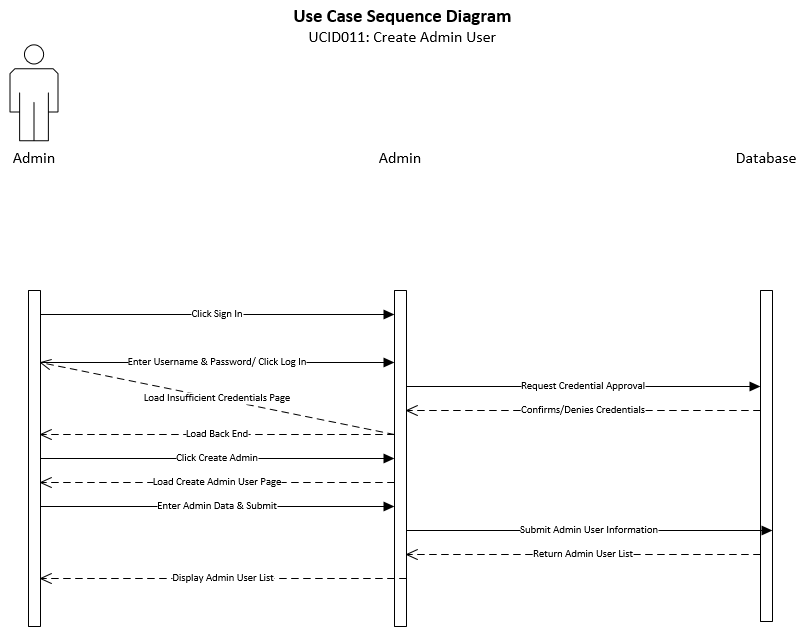 Use Case Sequence Diagram
UCID011: Create Admin User
Admin
Admin
Database
Click Sign In
Enter Username & Password/ Click Log In
Request Credential Approval
Load Insufficient Credentials Page
Confirms/Denies Credentials
Load Back End
Click Create Admin
Load Create Admin User Page
Enter Admin Data & Submit
Submit Admin User Information
Return Admin User List
Display Admin User List